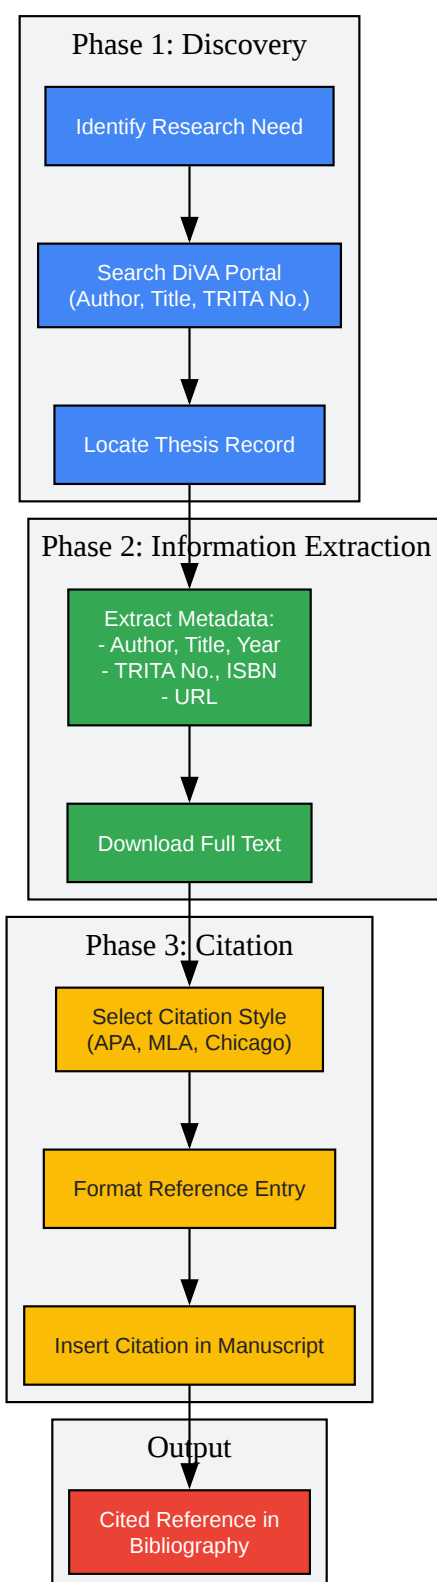 Phase 1: Discovery
Identify Research Need
Search DiVA Portal
(Author, Title, TRITA No.)
Locate Thesis Record
Phase 2: Information Extraction
Extract Metadata:
- Author, Title, Year
- TRITA No., ISBN
- URL
Download Full Text
Phase 3: Citation
Select Citation Style
(APA, MLA, Chicago)
Format Reference Entry
Insert Citation in Manuscript
Output
Cited Reference in
Bibliography